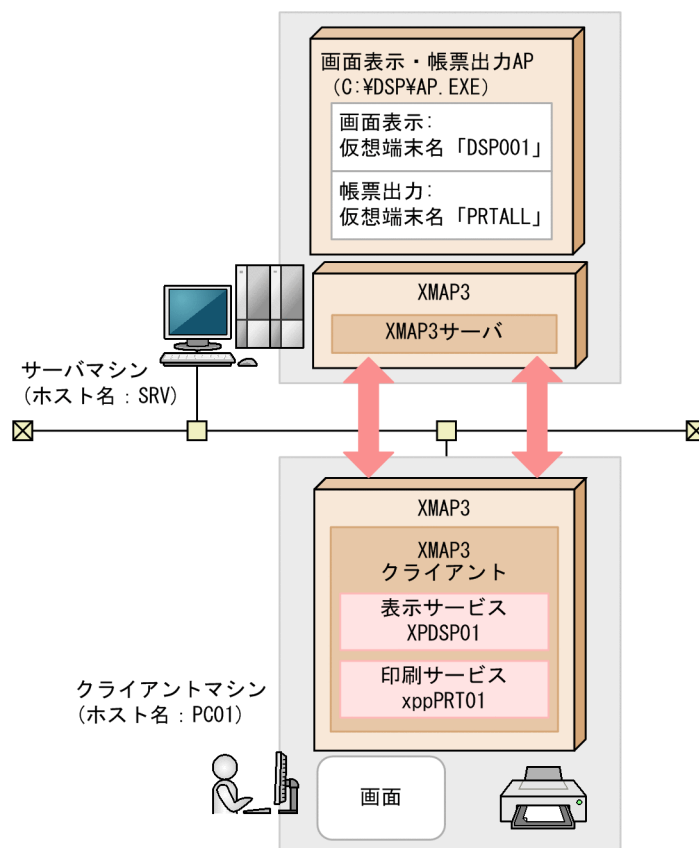 画面表示・帳票出力AP
(C:¥DSP¥AP.EXE)
画面表示:
仮想端末名「DSP001」
帳票出力:
仮想端末名「PRTALL」
XMAP3
XMAP3サーバ
サーバマシン
(ホスト名：SRV)
XMAP3
XMAP3
クライアント
表示サービス
XPDSP01
印刷サービス
xppPRT01
クライアントマシン
(ホスト名：PC01)
画面